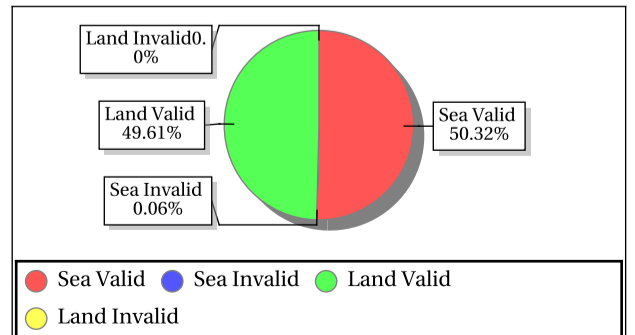 Land Invalid0.
0%
Land Valid
49.61%
Sea Valid
50.32%
Sea Invalid
0.06%
Sea Valid Sea Invalid Land Valid
Land Invalid